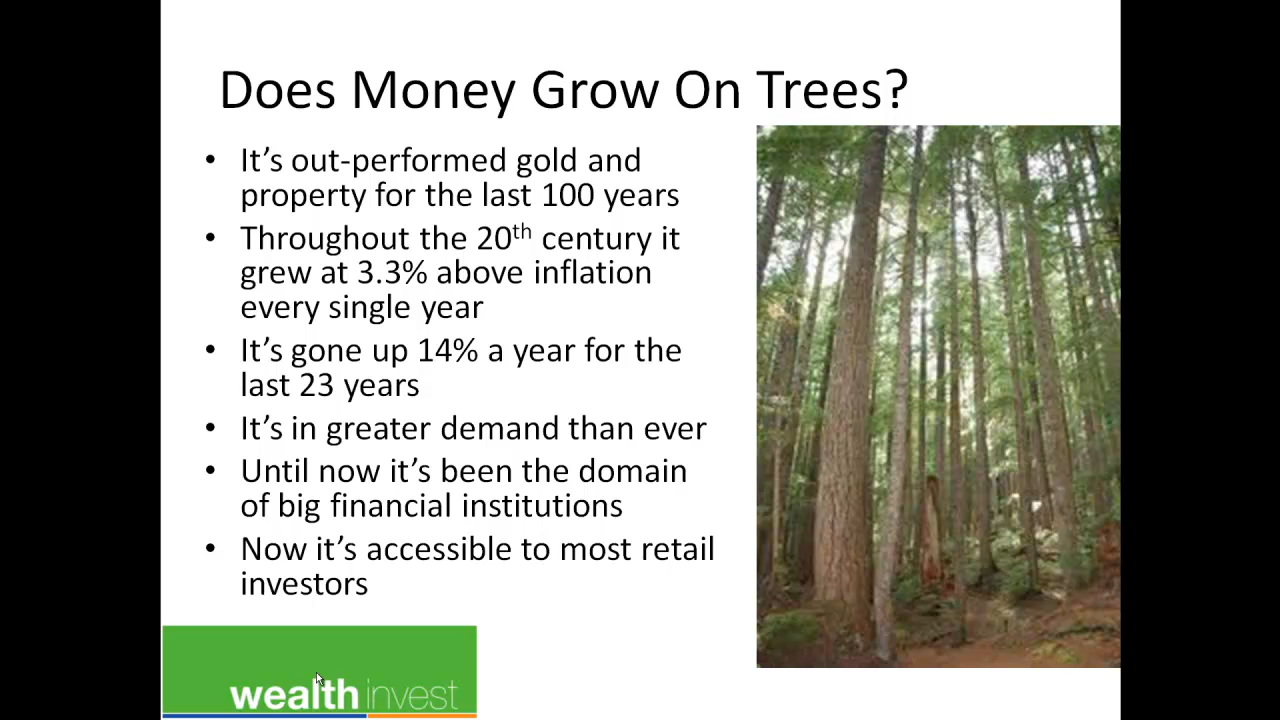 Does Money Grow On Trees?
• It's out-performed gold and
property for the last 100 years
• Throughout the 20th century it
grew at 3.3% above inflation
every single year
• It's gone up 14% a year for the
last 23 years
• It's in greater demand than ever
• Until now it's been the domain
of big financial institutions
• Now it's accessible to most retail
investors
wealthinvest